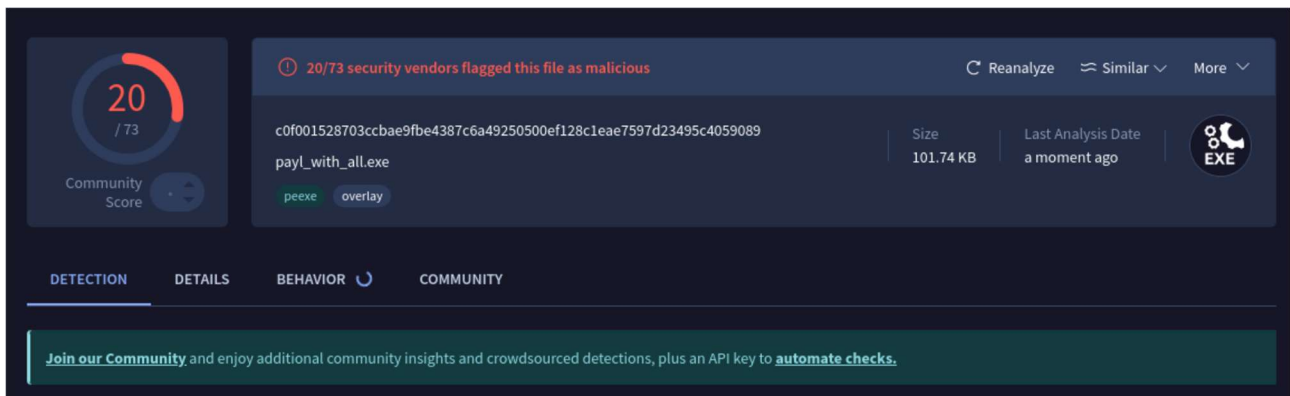 20
/ 73
Community
Score
20/73 security vendors flagged this file as malicious
Reanalyze
Similar
More
c0f001528703ccbae9fbe4387c6a49250500ef128c1eae7597d23495c4059089
payl_with_all.exe
peexe
overlay
Size
101.74 KB
Last Analysis Date
a moment ago
EXE
DETECTION
DETAILS
BEHAVIOR
COMMUNITY
Join our Community and enjoy additional community insights and crowdsourced detections, plus an API key to automate checks.